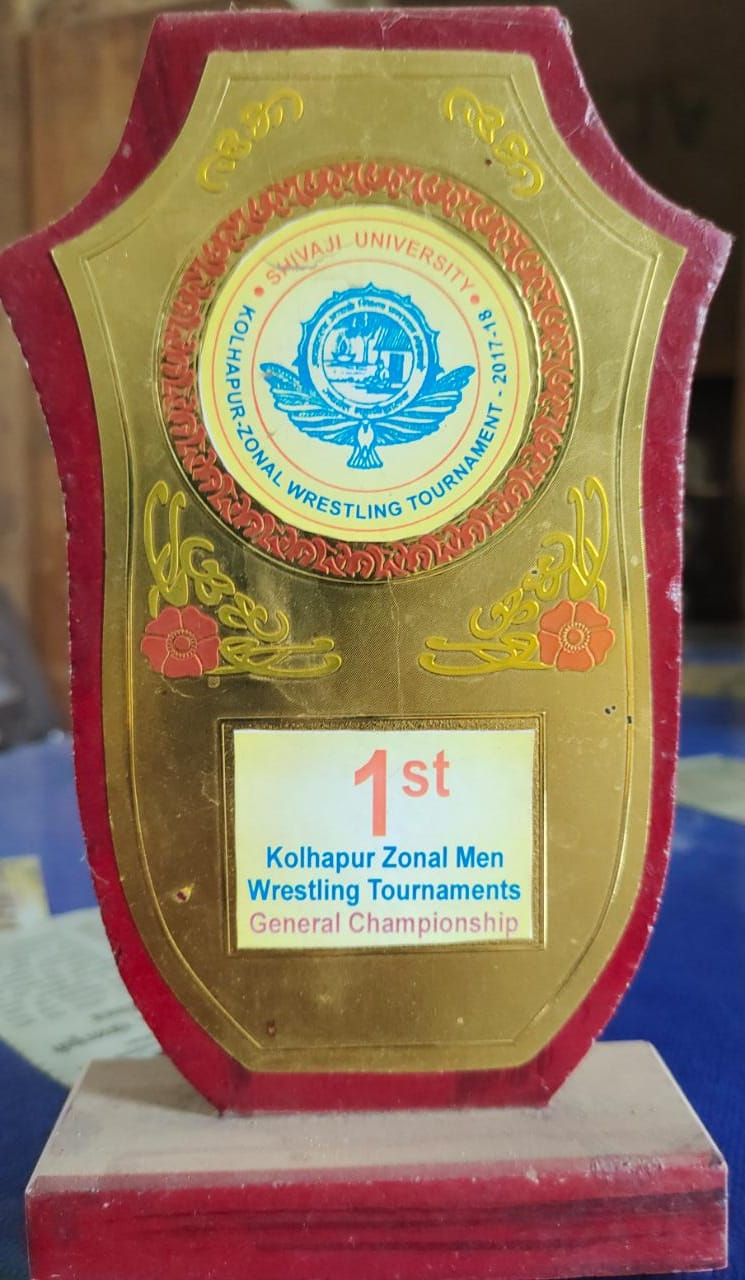 SHIVAJI UNIVERSITY
KOLHAPUR-ZONAL WRESTLING TOURNAMENT - 2017-18
1st
Kolhapur Zonal Men
Wrestling Tournaments
General Championship